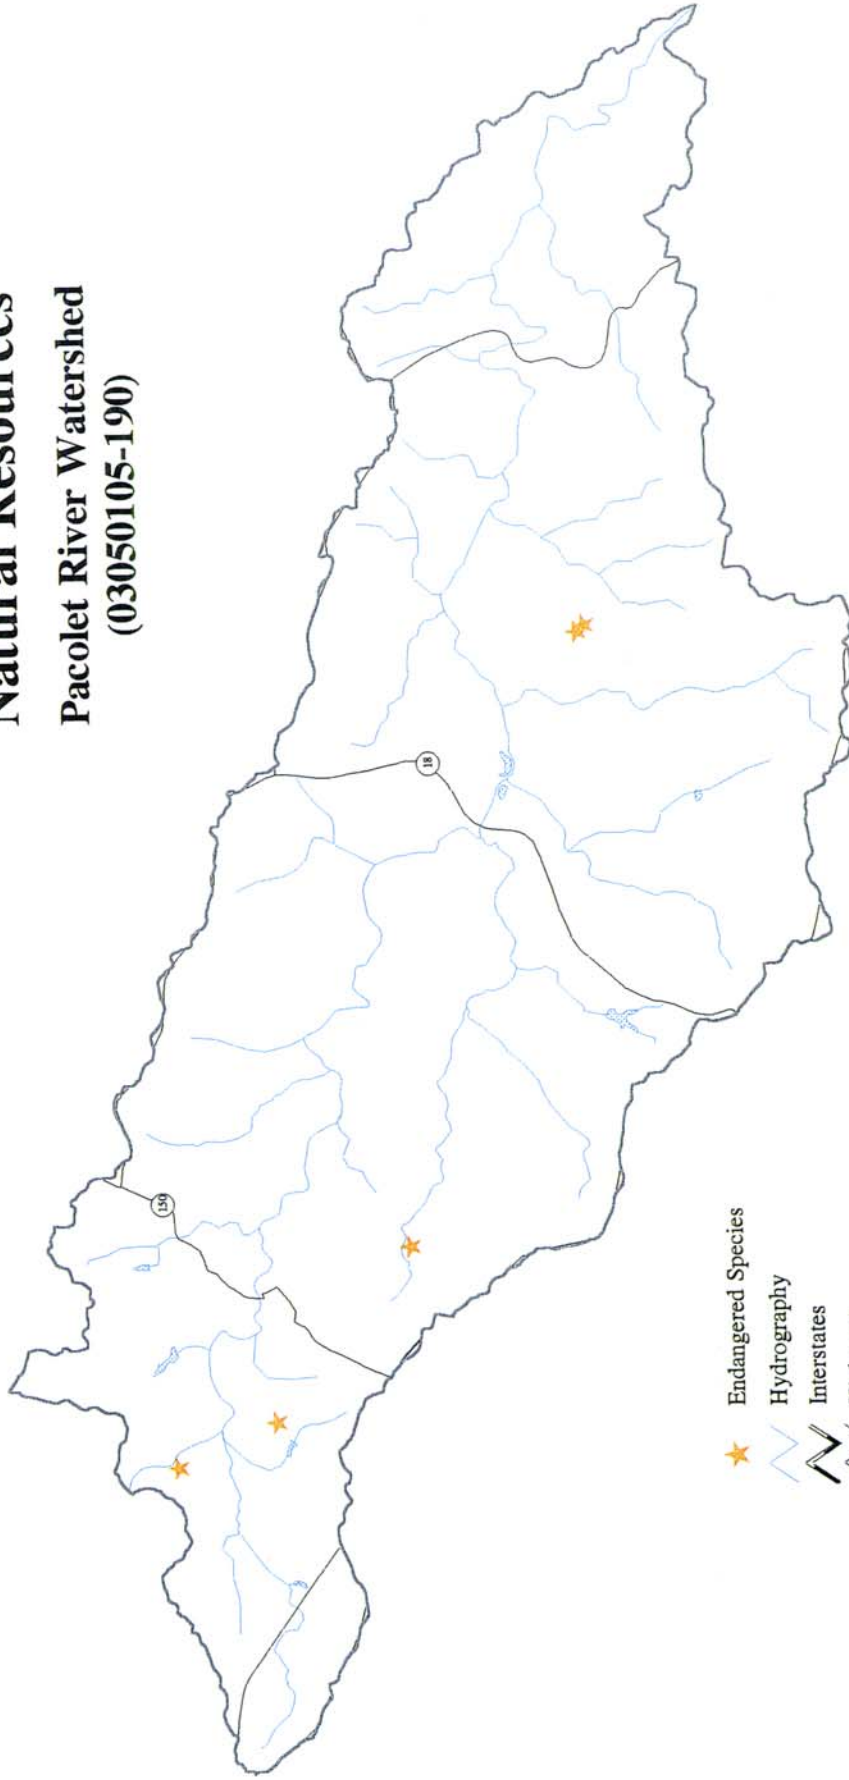 Natural Resources
Pacolet River Watershed
(03050105-190)
18
150
Endangered Species
Hydrography
Interstates